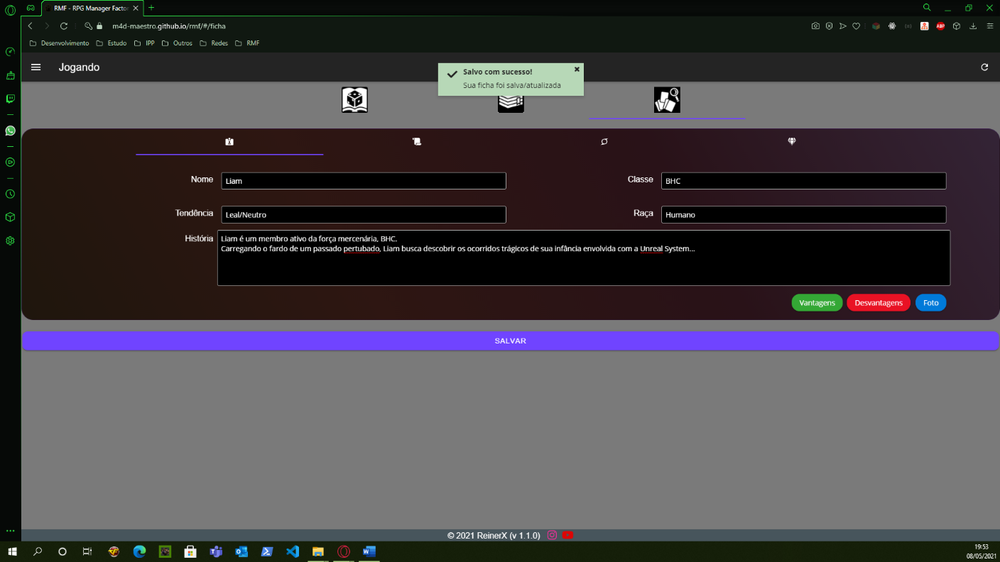 RMF - RPG Manager Factor
m4d-maestro.github.io/rmf/#/ficha
ABP
Desenvolvimento Estudo IPP Outros Redes RMF
Jogando
Salvo com sucesso!
Sua ficha foi salva/atualizada
Nome Liam Classe BHC
Tendência Leal/Neutro Raça Humano
História Liam é um membro ativo da força mercenária, BHC.
Carregando o fardo de um passado pertubado, Liam busca descobrir os ocorridos trágicos de sua infância envolvida com a Unreal System...
Vantagens Desvantagens Foto
SALVAR
© 2021 ReinerX (v 1.1.0)
19:53
08/05/2021